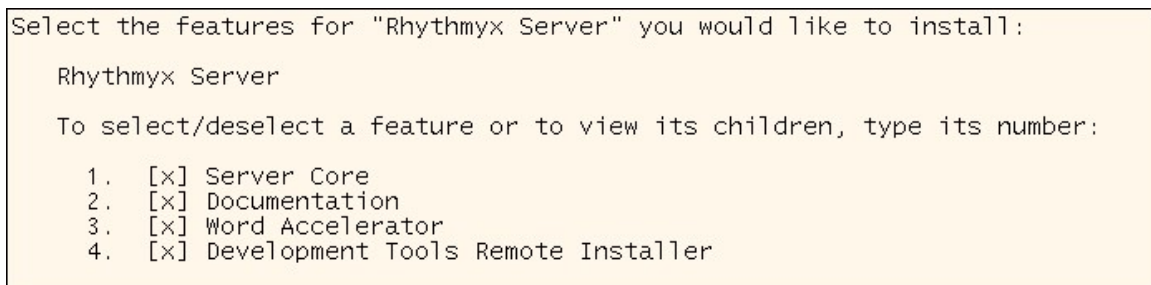 Select the features for "Rhythmyx Server" you would like to install:
Rhythmyx Server
To select/deselect a feature or to view its children, type its number:
1. [x] Server Core
2. [x] Documentation
3. [x] Word Accelerator
4. [x] Development Tools Remote Installer